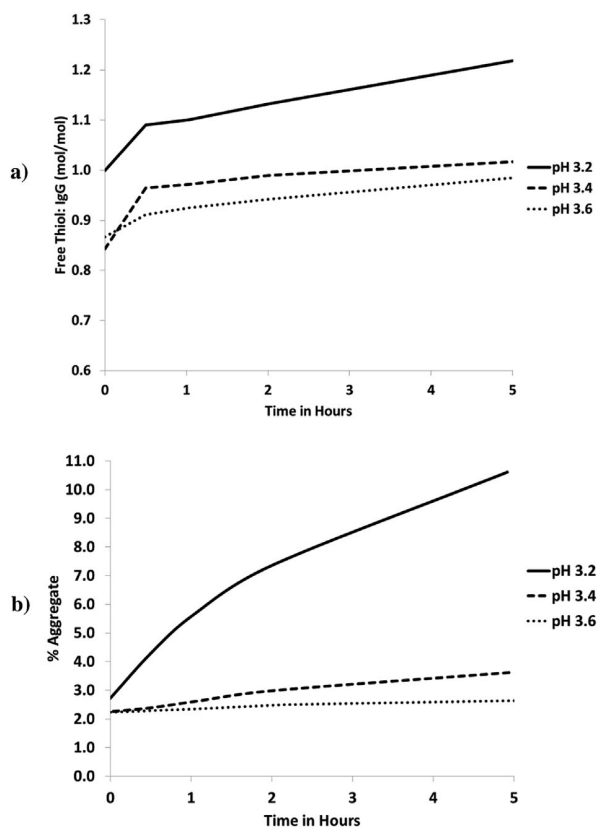 a)
Free Thiol: IgG (mol/mol)
1.3
1.2
1.1
1.0
0.9
0.8
0.7
0.6
0 1 2 3 4 5
Time in Hours
pH 3.2
pH 3.4
pH 3.6
b)
% Aggregate
11.0
10.0
9.0
8.0
7.0
6.0
5.0
4.0
3.0
2.0
1.0
0.0
0 1 2 3 4 5
Time in Hours
pH 3.2
pH 3.4
pH 3.6